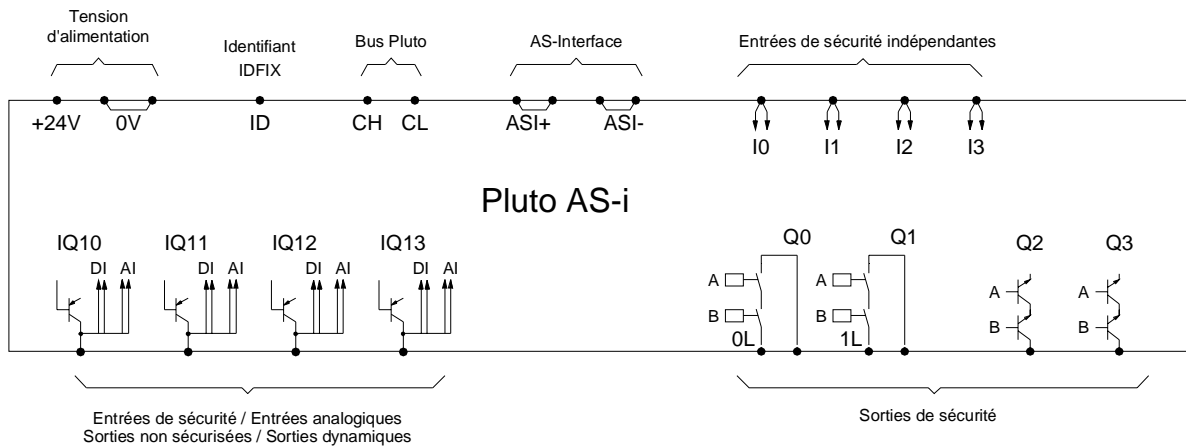 Tension
d'alimentation
Identifiant
IDFIX
Bus Pluto
AS-Interface
Entrées de sécurité indépendantes
+24V
0V
ID
CH
CL
ASI+
ASI-
I0
I1
I2
I3
Pluto AS-i
IQ10
IQ11
IQ12
IQ13
Q0
Q1
Q2
Q3
DI
AI
DI
AI
DI
AI
DI
AI
A
A
A
A
B
B
B
B
0L
1L
Entrées de sécurité / Entrées analogiques
Sorties non sécurisées / Sorties dynamiques
Sorties de sécurité